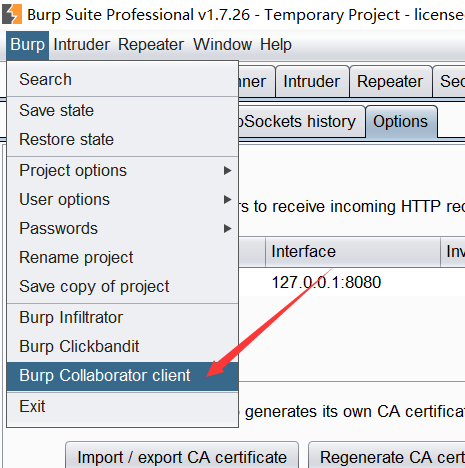 Burp Suite Professional v1.7.26 - Temporary Project - license
Burp Intruder Repeater Window Help
Search
Save state
Restore state
Project options
User options
Passwords
Rename project
Save copy of project
Burp Infiltrator
Burp Clickbandit
Burp Collaborator client
Exit
nner Intruder Repeater Seq
oSockets history Options
rs to receive incoming HTTP rec
Interface Inv
127.0.0.1:8080
generates its own CA certifica
Import / export CA certificate Regenerate CA cert